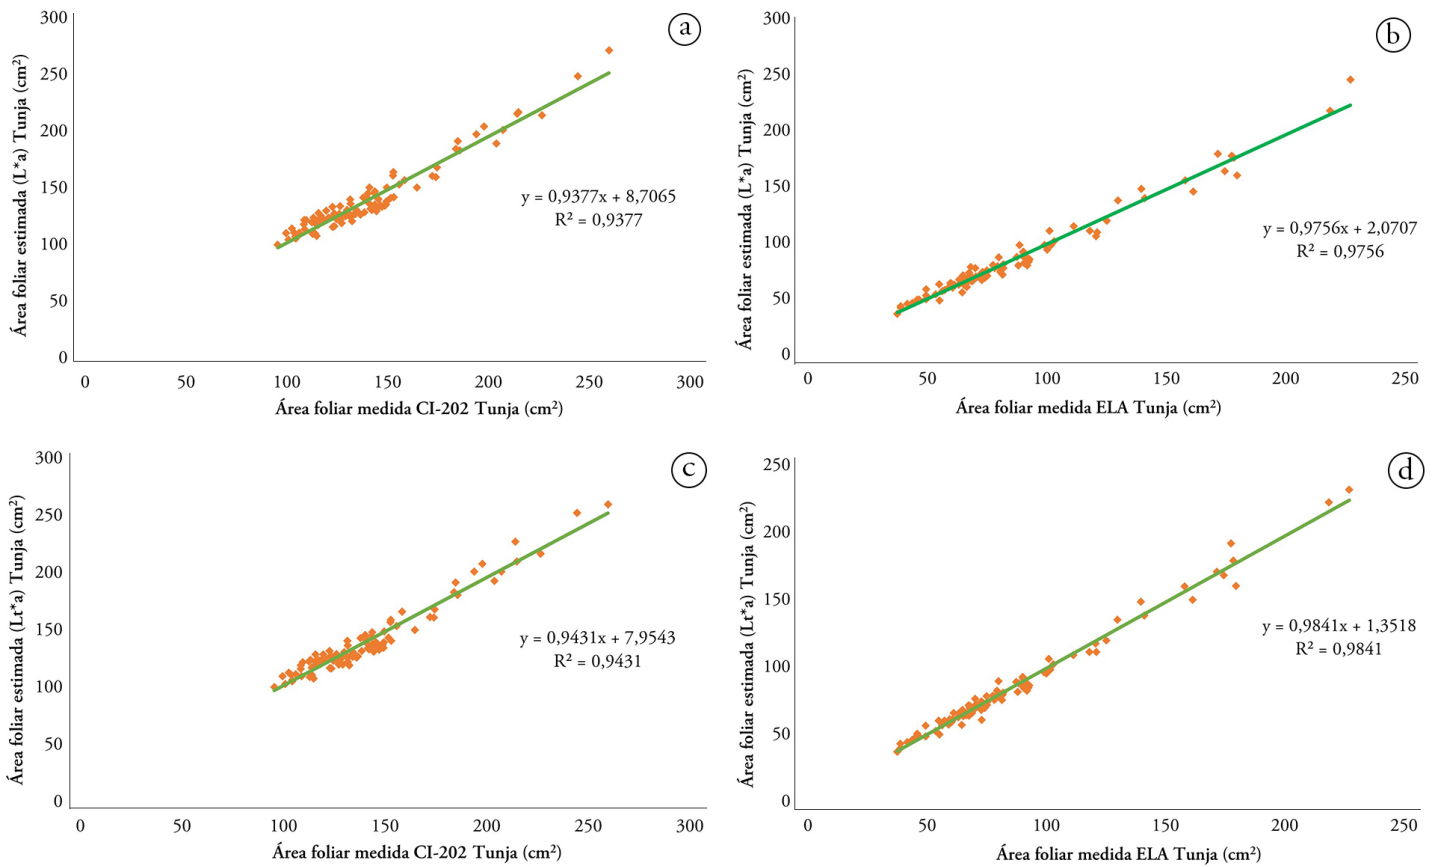 a
300
250
200
150
100
50
0
Área foliar estimada (L*a) Tunja (cm²)
y = 0,9377x + 8,7065
R² = 0,9377
0 50 100 150 200 250 300
Área foliar medida CI-202 Tunja (cm²)
b
300
250
200
150
100
50
0
Área foliar estimada (L*a) Tunja (cm²)
y = 0,9756x + 2,0707
R² = 0,9756
0 50 100 150 200 250
Área foliar medida ELA Tunja (cm²)
c
300
250
200
150
100
50
0
Área foliar estimada (Lt*a) Tunja (cm²)
y = 0,9431x + 7,9543
R² = 0,9431
0 50 100 150 200 250 300
Área foliar medida CI-202 Tunja (cm²)
d
250
200
150
100
50
0
Área foliar estimada (Lt*a) Tunja (cm²)
y = 0,9841x + 1,3518
R² = 0,9841
0 50 100 150 200 250
Área foliar medida ELA Tunja (cm²)